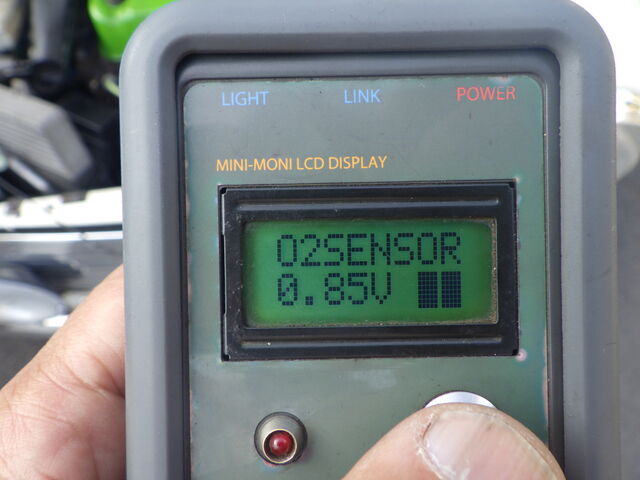 LIGHT LINK POWER
MINI-MONI LCD DISPLAY
O2SENSOR
0.85V